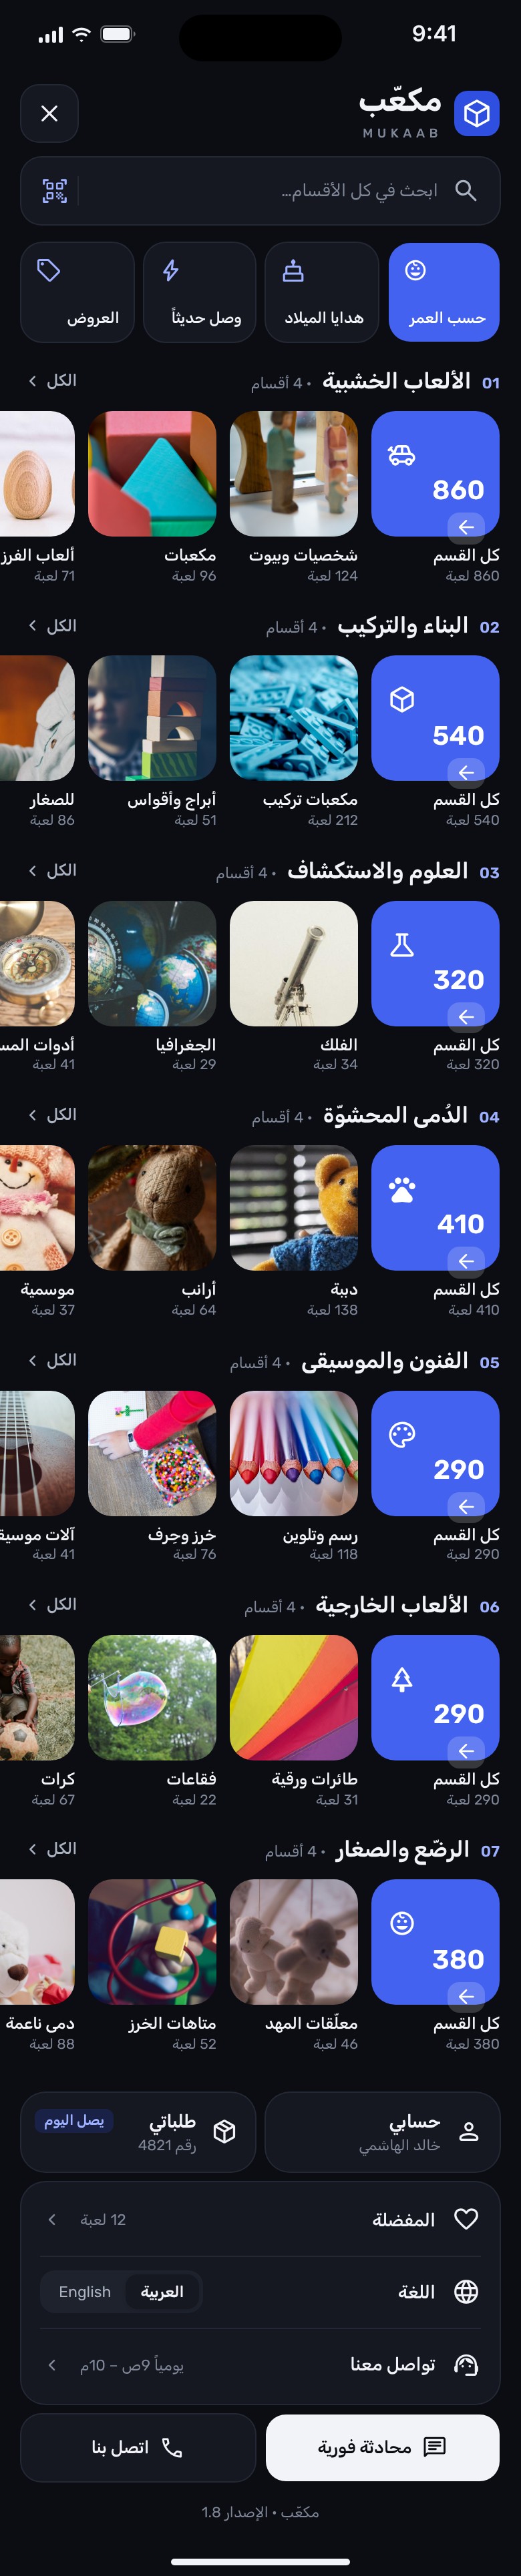 9:41
مكعّب
MUKAAB
ابحث في كل الأقسام...
حسب العمر
هدايا الميلاد
وصل حديثاً
العروض
01 الألعاب الخشبية • 4 أقسام
الكل
860
كل القسم
860 لعبة
شخصيات وبيوت
124 لعبة
مكعبات
96 لعبة
ألعاب الفرز
71 لعبة
02 البناء والتركيب • 4 أقسام
الكل
540
كل القسم
540 لعبة
مكعبات تركيب
212 لعبة
أبراج وأقواس
51 لعبة
للصغار
86 لعبة
03 العلوم والاستكشاف • 4 أقسام
الكل
320
كل القسم
320 لعبة
الفلك
34 لعبة
الجغرافيا
29 لعبة
أدوات المس
41 لعبة
04 الدُمى المحشوّة • 4 أقسام
الكل
410
كل القسم
410 لعبة
دببة
138 لعبة
أرانب
64 لعبة
موسمية
37 لعبة
05 الفنون والموسيقى • 4 أقسام
الكل
290
كل القسم
290 لعبة
رسم وتلوين
118 لعبة
خرز وحِرف
76 لعبة
آلات موسيق
41 لعبة
06 الألعاب الخارجية • 4 أقسام
الكل
290
كل القسم
290 لعبة
طائرات ورقية
31 لعبة
فقاعات
22 لعبة
كرات
67 لعبة
07 الرضّع والصغار • 4 أقسام
الكل
380
كل القسم
380 لعبة
معلّقات المهد
46 لعبة
متاهات الخرز
52 لعبة
دمى ناعمة
88 لعبة
حسابي
خالد الهاشمي
طلباتي
رقم 4821
يصل اليوم
المفضلة
12 لعبة
اللغة
العربية
English
تواصل معنا
يومياً 9ص – 10م
محادثة فورية
اتصل بنا
مكعّب • الإصدار 1.8